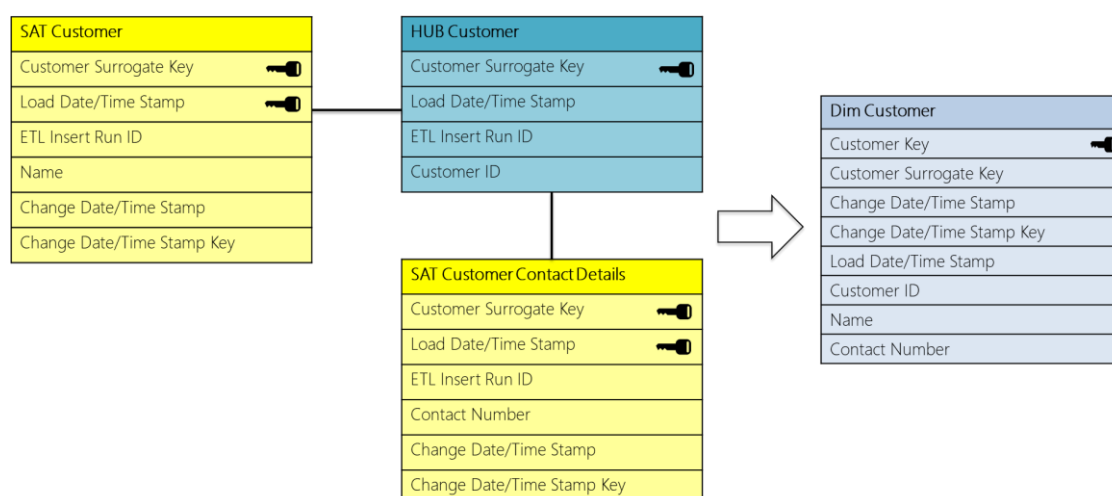 SAT Customer
Customer Surrogate Key
Load Date/Time Stamp
ETL Insert Run ID
Name
Change Date/Time Stamp
Change Date/Time Stamp Key
HUB Customer
Customer Surrogate Key
Load Date/Time Stamp
ETL Insert Run ID
Customer ID
SAT Customer Contact Details
Customer Surrogate Key
Load Date/Time Stamp
ETL Insert Run ID
Contact Number
Change Date/Time Stamp
Change Date/Time Stamp Key
Dim Customer
Customer Key
Customer Surrogate Key
Change Date/Time Stamp
Change Date/Time Stamp Key
Load Date/Time Stamp
Customer ID
Name
Contact Number